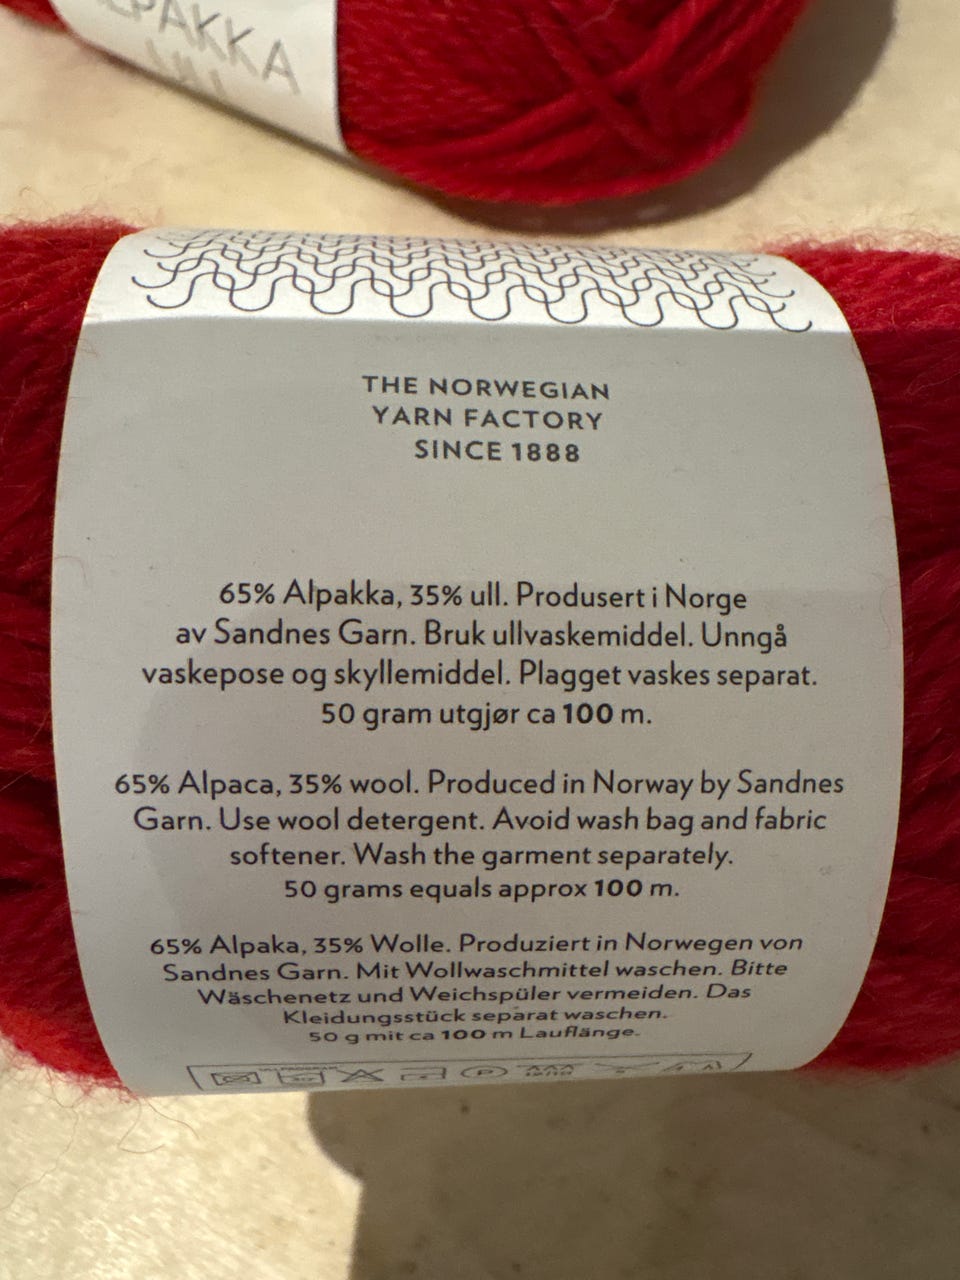 ALPAKKA
THE NORWEGIAN
YARN FACTORY
SINCE 1888
65% Alpakka, 35% ull. Produsert i Norge
av Sandnes Garn. Bruk ullvaskemiddel. Unngå
vaskepose og skyllemiddel. Plagget vaskes separat.
50 gram utgjør ca 100 m.
65% Alpaca, 35% wool. Produced in Norway by Sandnes
Garn. Use wool detergent. Avoid wash bag and fabric
softener. Wash the garment separately.
50 grams equals approx 100 m.
65% Alpaka, 35% Wolle. Produziert in Norwegen von
Sandnes Garn. Mit Wollwaschmittel waschen. Bitte
Wäschenetz und Weichspüler vermeiden. Das
Kleidungsstück separat waschen.
50 g mit ca 100 m Lauflänge.
P